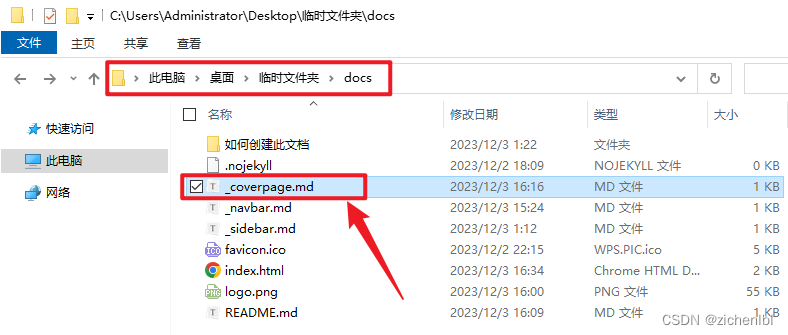 C:\Users\Administrator\Desktop\临时文件夹\docs
文件 主页 共享 查看
此电脑 桌面 临时文件夹 docs
名称 修改日期 类型 大小
快速访问
此电脑
网络
如何创建此文档 2023/12/3 1:22 文件夹
.nojekyll 2023/12/2 18:09 NOJEKYLL 文件 0 KB
_coverpage.md 2023/12/3 16:16 MD 文件 1 KB
_navbar.md 2023/12/3 15:24 MD 文件 1 KB
_sidebar.md 2023/12/3 1:12 MD 文件 1 KB
favicon.ico 2023/12/2 22:15 WPS.PIC.ico 5 KB
index.html 2023/12/3 16:34 Chrome HTML D... 2 KB
logo.png 2023/12/3 16:00 PNG 文件 55 KB
README.md 2023/12/3 16:09 MD 文件 1 KB
CSDN @zicherlbl